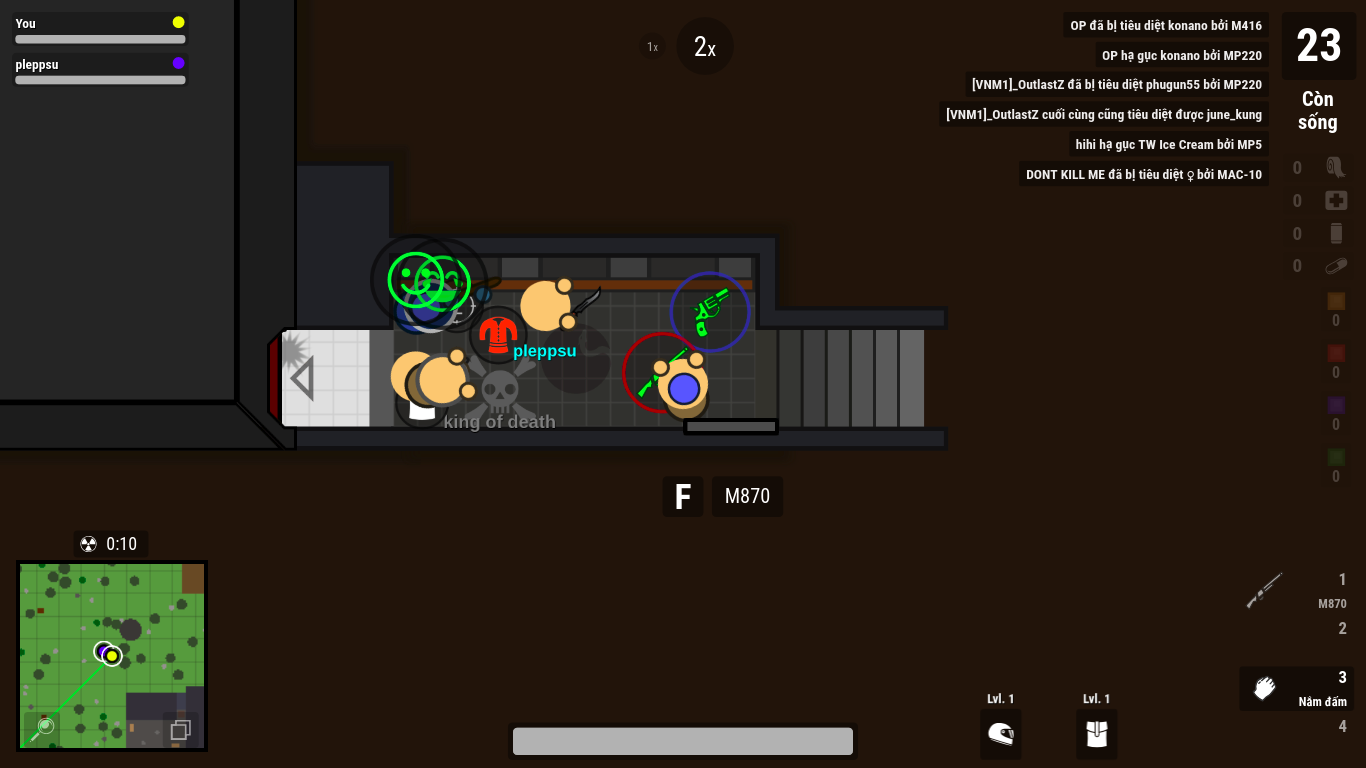 You
pleppsu
1x
2x
OP đã bị tiêu diệt konano bởi M416
OP hạ gục konano bởi MP220
[VNM1]_OutlastZ đã bị tiêu diệt phugun55 bởi MP220
[VNM1]_OutlastZ cuối cùng cũng tiêu diệt được june_kung
hihi hạ gục TW Ice Cream bởi MP5
DONT KILL ME đã bị tiêu diệt ♀ bởi MAC-10
23
Còn
sống
0
0
0
0
0
0
0
0
pleppsu
king of death
F
M870
0:10
1
M870
2
3
Nắm đấm
4
Lvl. 1
Lvl. 1